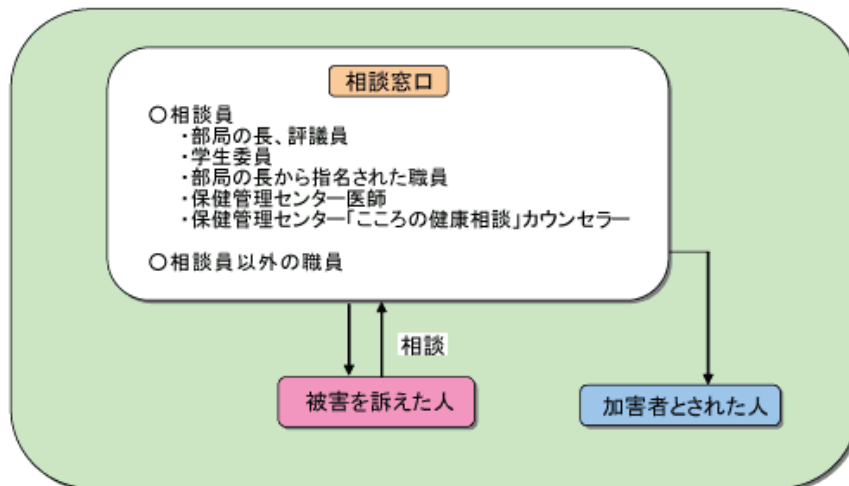 相談窓口
○相談員
・部局の長、評議員
・学生委員
・部局の長から指名された職員
・保健管理センター医師
・保健管理センター「こころの健康相談」カウンセラー
○相談員以外の職員
相談
被害を訴えた人
加害者とされた人